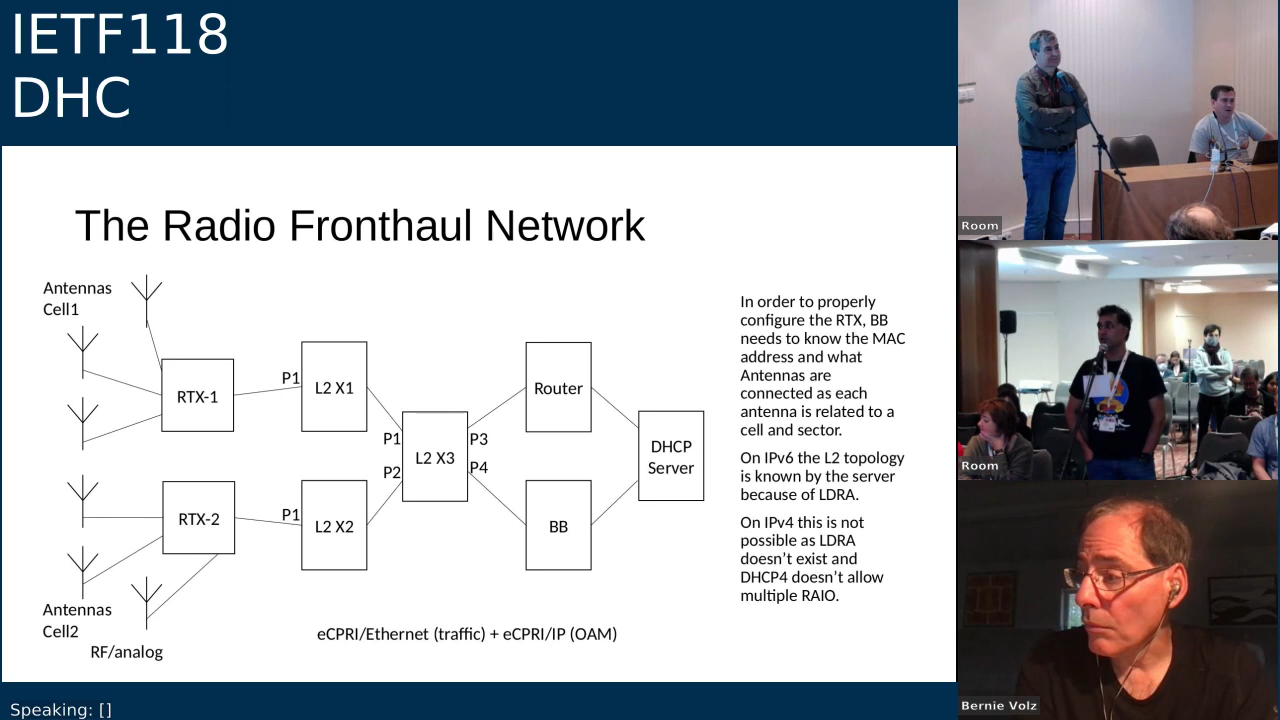 IETF118
DHC
The Radio Fronthaul Network
Antennas
Cell1
RTX-1
P1
L2 X1
P1
P2
L2 X3
P3
P4
Router
DHCP
Server
RTX-2
P1
L2 X2
BB
Antennas
Cell2
RF/analog
eCPRI/Ethernet (traffic) + eCPRI/IP (OAM)
In order to properly
configure the RTX, BB
needs to know the MAC
address and what
Antennas are
connected as each
antenna is related to a
cell and sector.
On IPv6 the L2 topology
is known by the server
because of LDRA.
On IPv4 this is not
possible as LDRA
doesn’t exist and
DHCP4 doesn’t allow
multiple RAIO.
Room
Room
Bernie Volz
Speaking: []